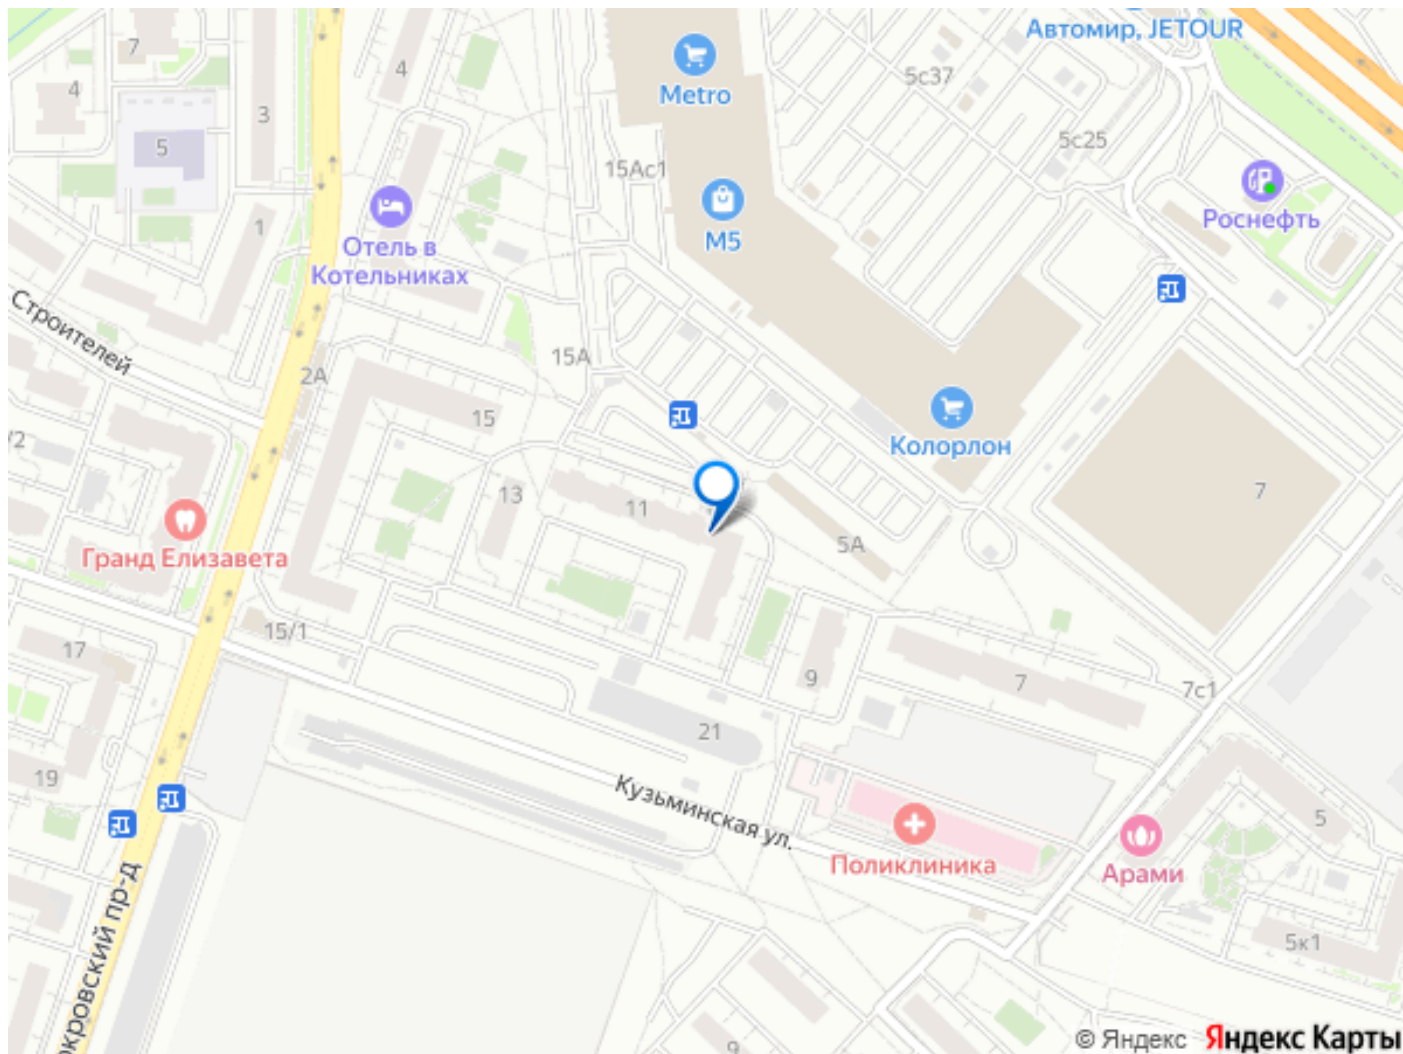 Автомир, JETOUR
7
4
4
5с37
Metro
3
5
5с25
15Ас1
Роснефть
1
М5
Отель в
Котельниках
Строителей
15А
2А
15
Колорлон
/2
13
11
7
5А
Гранд Елизавета
15/1
17
9
7
7с1
21
19
Кузьминская ул.
5
Поликлиника
Арами
окровский пр-д
5к1
9
© Яндекс Яндекс Карты